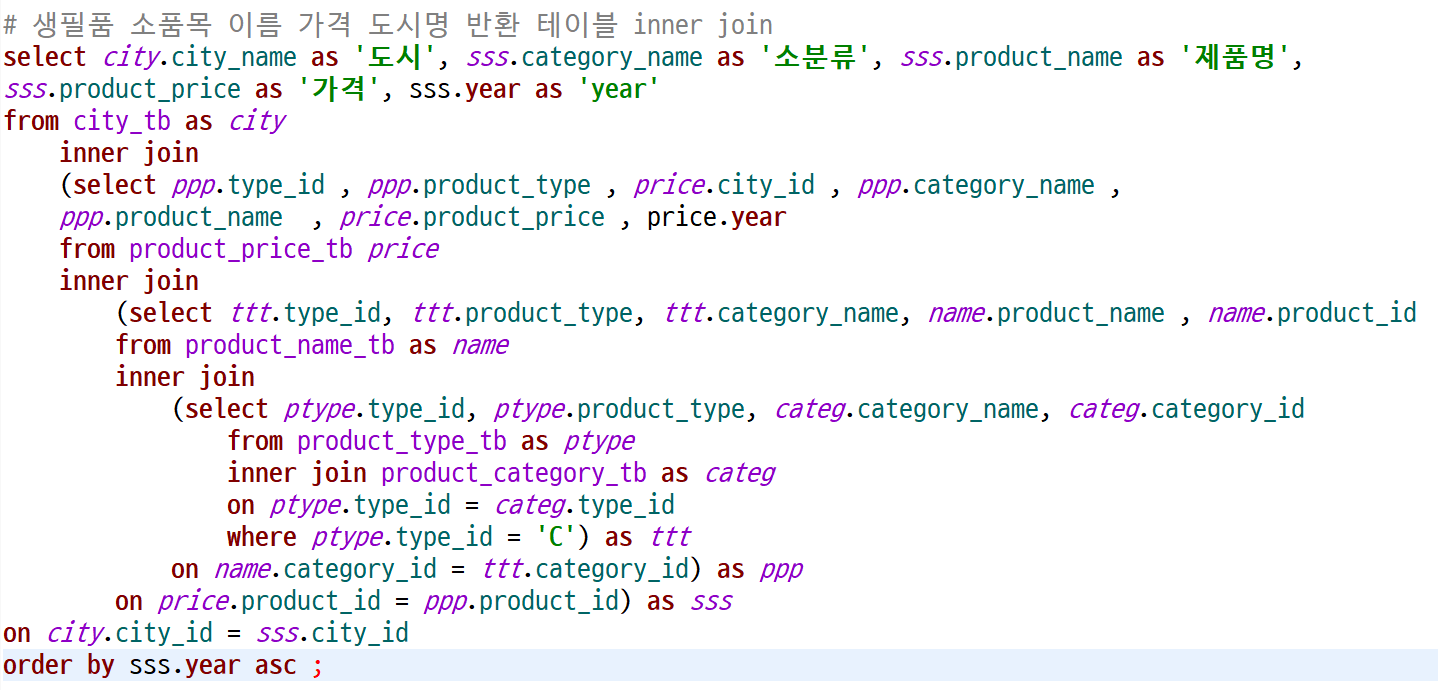 # 생필품 소품목 이름 가격 도시명 반환 테이블 inner join
select city.city_name as '도시', sss.category_name as '소분류', sss.product_name as '제품명',
sss.product_price as '가격', sss.year as 'year'
from city_tb as city
inner join
(select ppp.type_id , ppp.product_type , price.city_id , ppp.category_name ,
ppp.product_name  , price.product_price , price.year
from product_price_tb price
inner join
(select ttt.type_id, ttt.product_type, ttt.category_name, name.product_name , name.product_id
from product_name_tb as name
inner join
(select ptype.type_id, ptype.product_type, categ.category_name, categ.category_id
from product_type_tb as ptype
inner join product_category_tb as categ
on ptype.type_id = categ.type_id
where ptype.type_id = 'C') as ttt
on name.category_id = ttt.category_id) as ppp
on price.product_id = ppp.product_id) as sss
on city.city_id = sss.city_id
order by sss.year asc ;